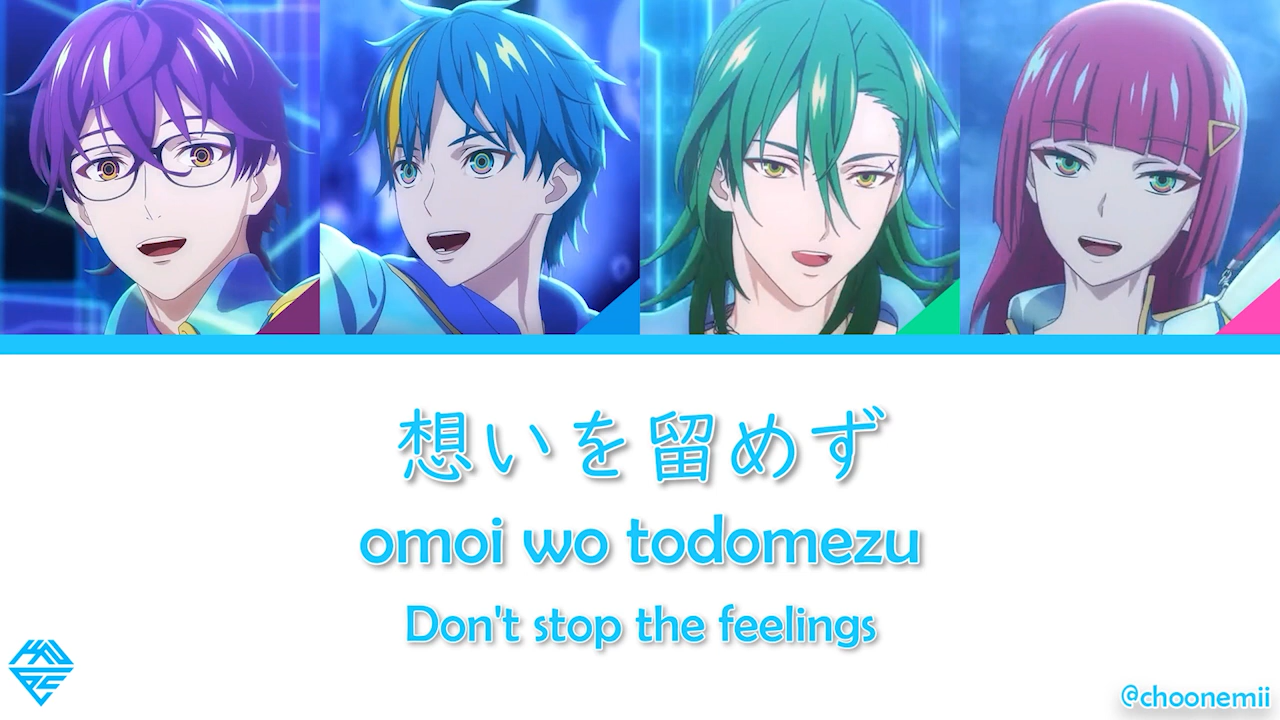 想いを留めず
omoi wo todomezu
Don't stop the feelings
@choonemii